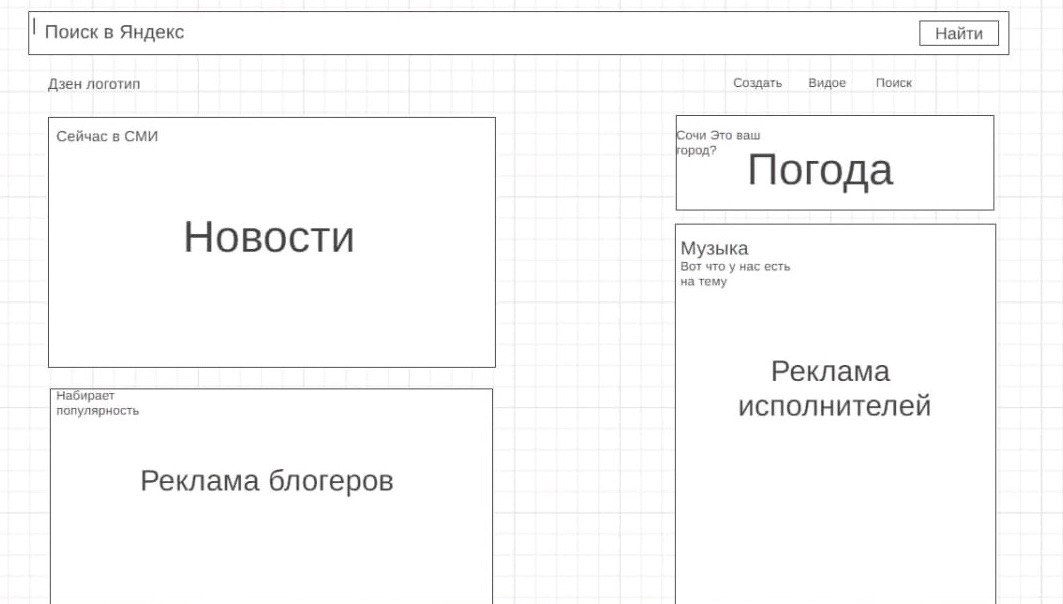 Поиск в Яндекс
Найти
Дзен логотип
Создать
Видое
Поиск
Сейчас в СМИ
Новости
Сочи Это ваш
город?
Погода
Музыка
Вот что у нас есть
на тему
Реклама
исполнителей
Набирает
популярность
Реклама блогеров